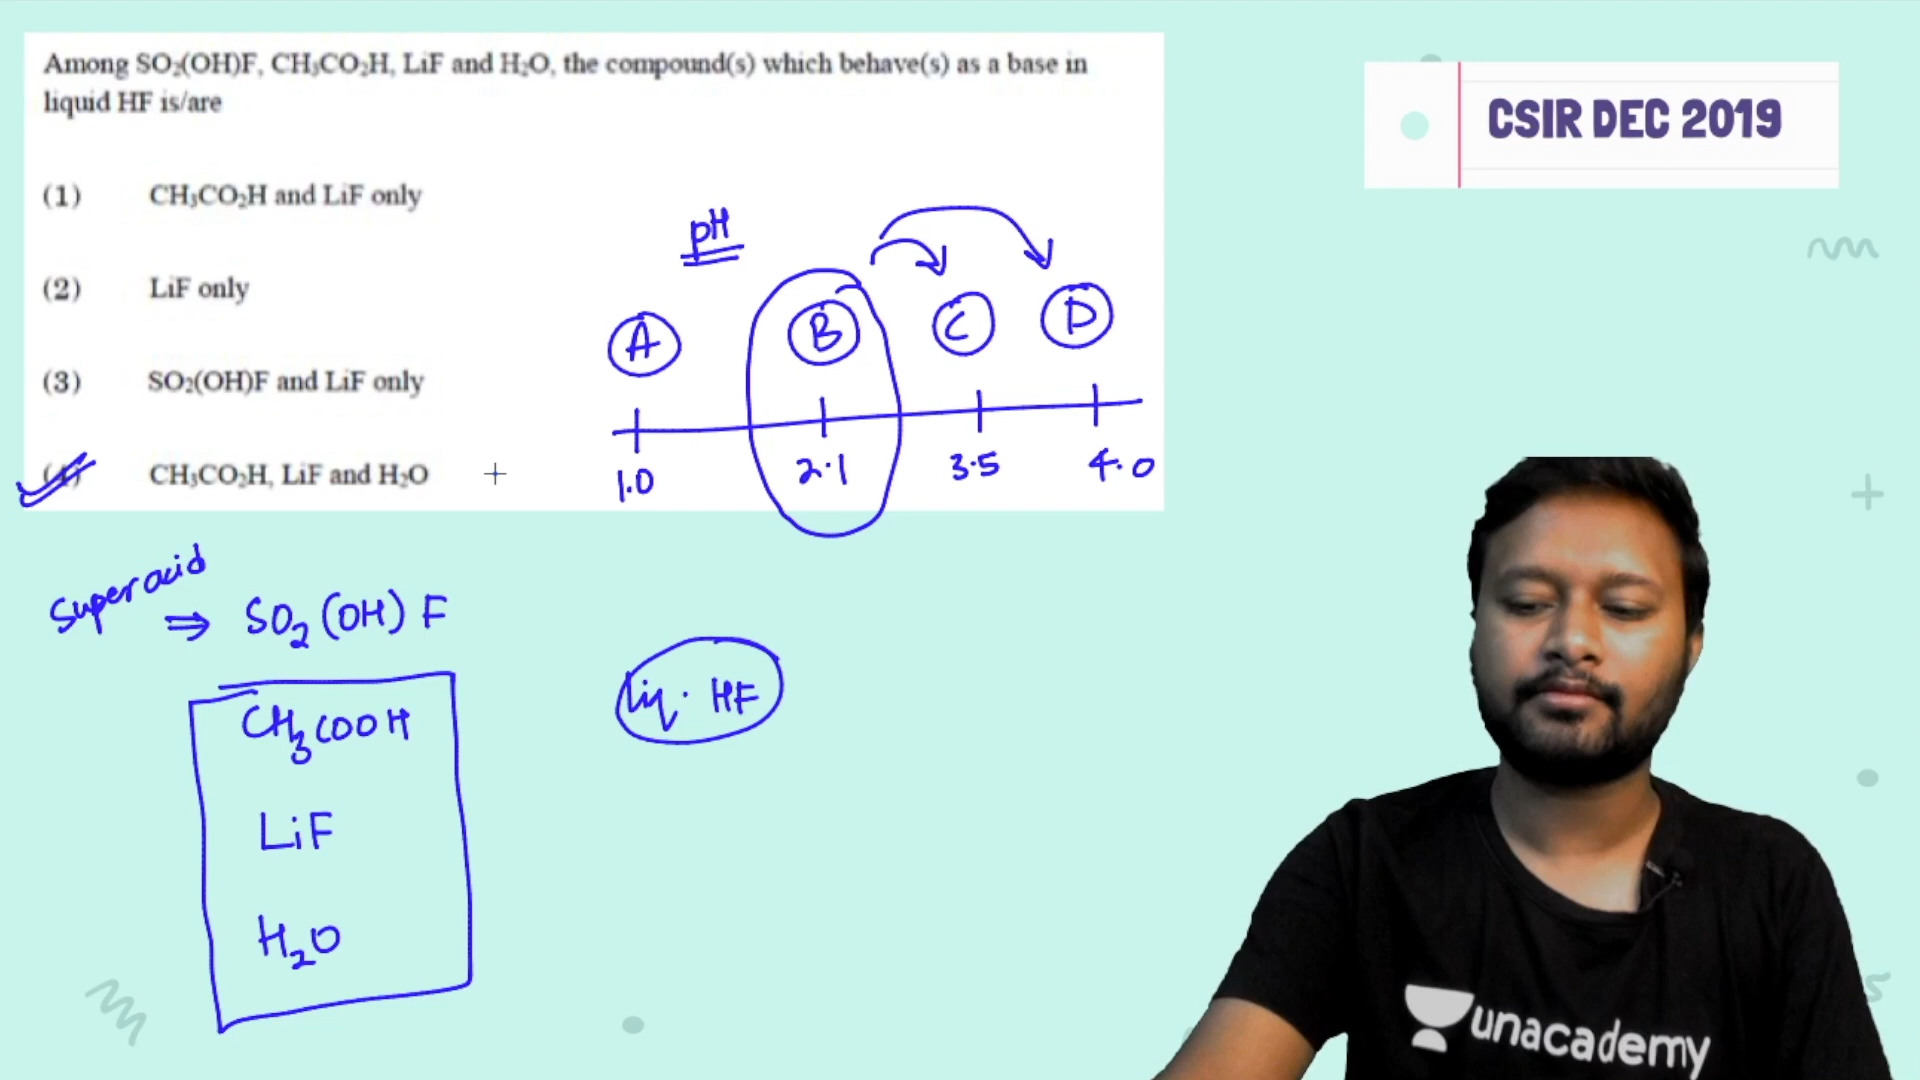 Among SO₂(OH)F, CH₃CO₂H, LiF and H₂O, the compound(s) which behave(s) as a base in
liquid HF is/are
(1) CH₃CO₂H and LiF only
(2) LiF only
(3) SO₂(OH)F and LiF only
(4) CH₃CO₂H, LiF and H₂O
CSIR DEC 2019
pH
A B C D
1.0 2.1 3.5 4.0
Superacid
⇒ SO₂(OH)F
CH₃COOH
LiF
H₂O
liq. HF
unacademy